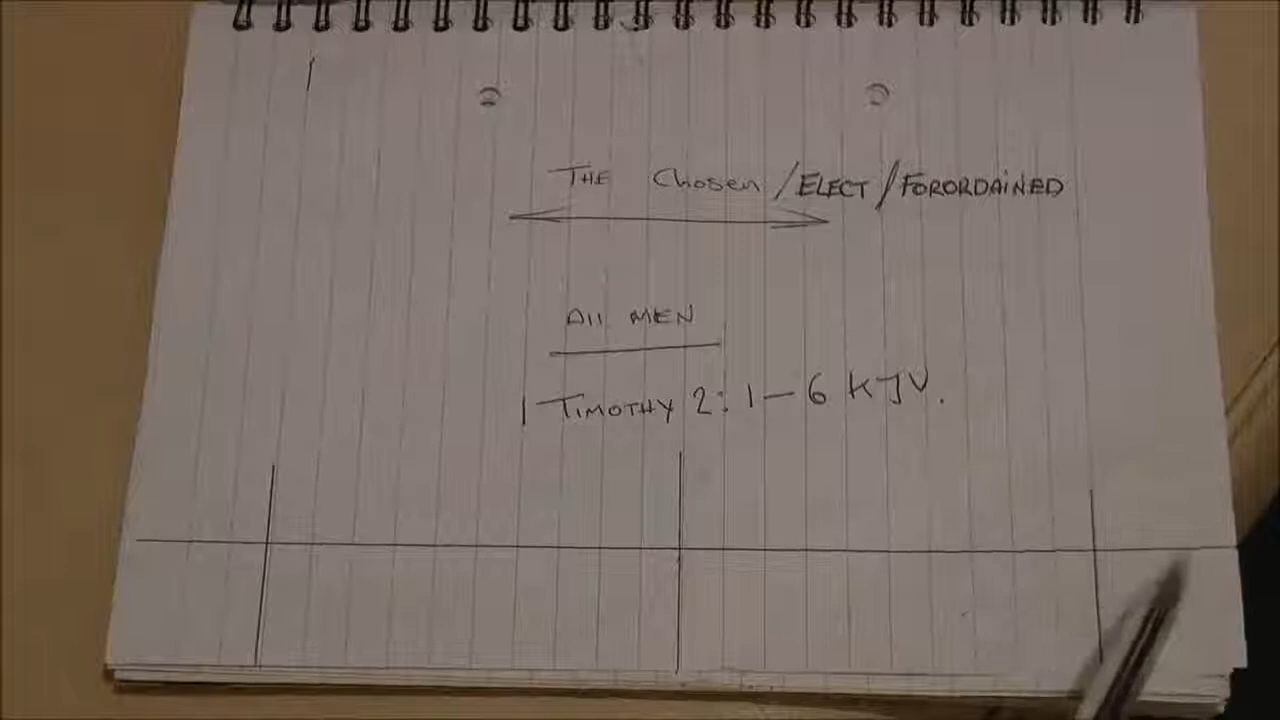 THE Chosen / ELECT / FORORDAINED
All MEN
1 TIMOTHY 2: 1 – 6 KJV.